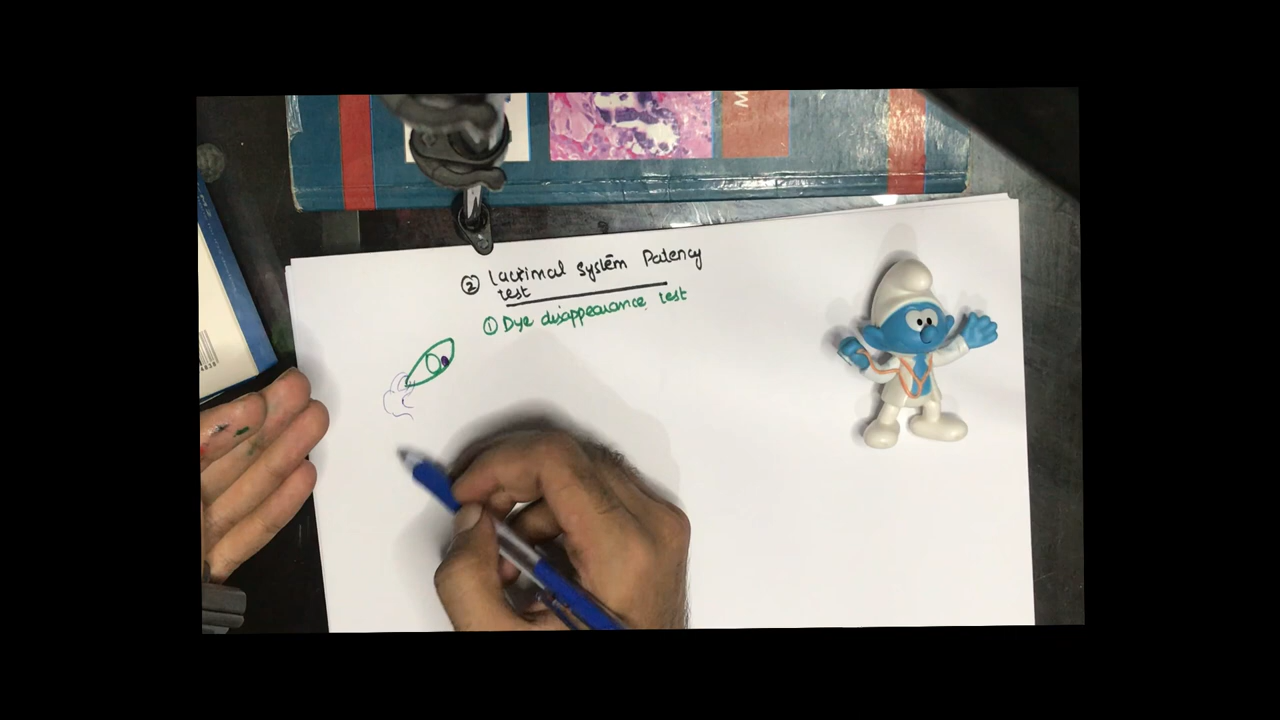 M
② Lacrimal system Patency
test
① Dye disappearance test